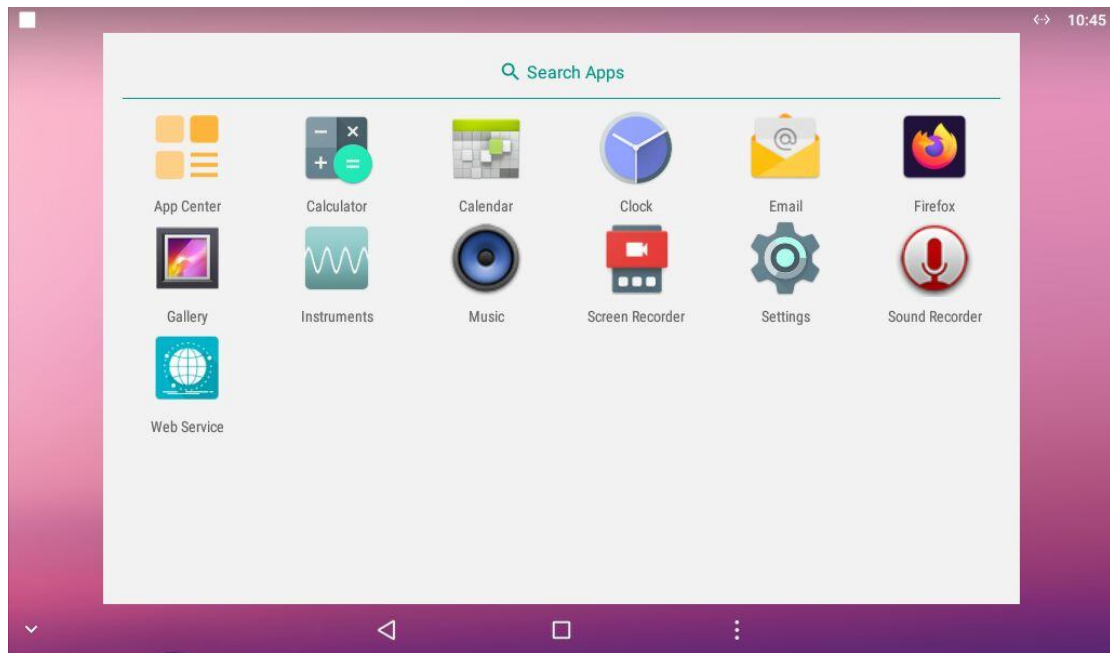 10:45
Search Apps
App Center Calculator Calendar Clock Email Firefox
Gallery Instruments Music Screen Recorder Settings Sound Recorder
Web Service